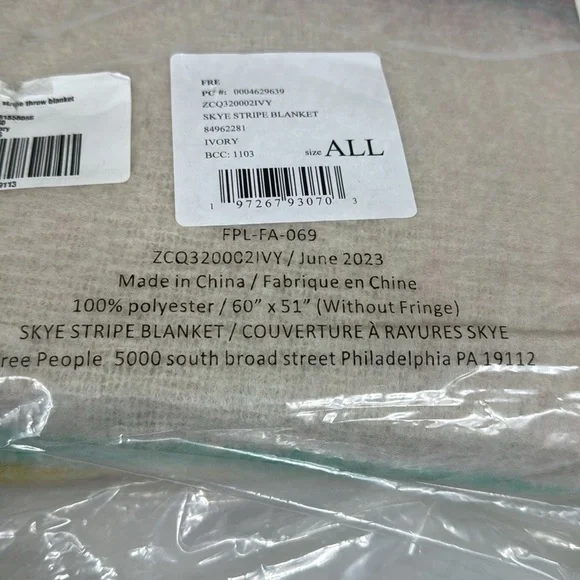 stripe throw blanket
9113
FRE
PC #: 0004629639
ZCQ320002IVY
SKYE STRIPE BLANKET
84962281
IVORY
BCC: 1103
size ALL
1 97267 93070 3
FPL-FA-069
ZCQ320002IVY / June 2023
Made in China / Fabrique en Chine
100% polyester / 60” x 51” (Without Fringe)
SKYE STRIPE BLANKET / COUVERTURE À RAYURES SKYE
ree People 5000 south broad street Philadelphia PA 19112